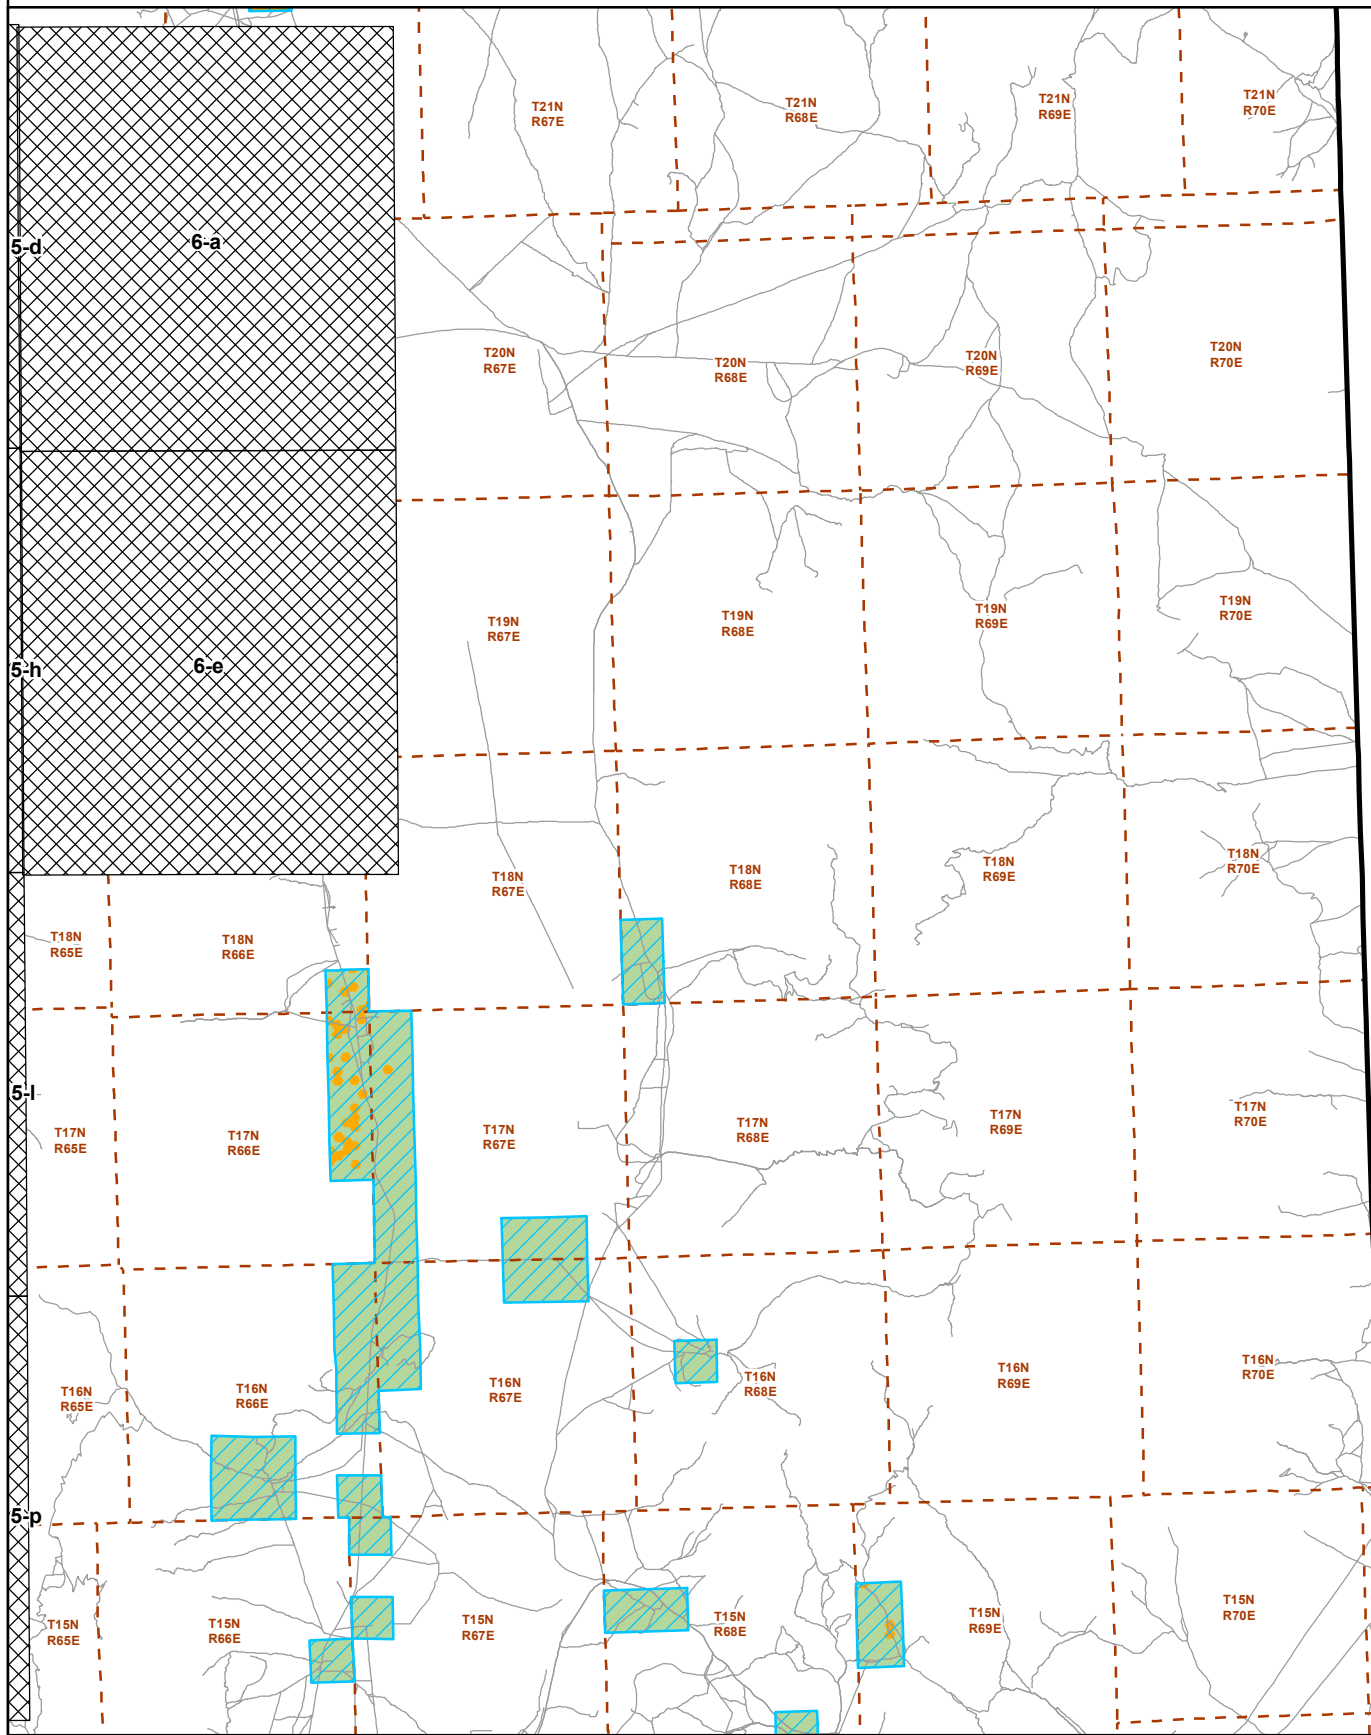 T21N
R67E
T21N
R68E
T21N
R69E
T21N
R70E
5-d
6-a
T20N
R67E
T20N
R68E
T20N
R69E
T20N
R70E
5-h
6-e
T19N
R67E
T19N
R68E
T19N
R69E
T19N
R70E
T18N
R65E
T18N
R66E
T18N
R67E
T18N
R68E
T18N
R69E
T18N
R70E
5-l
T17N
R65E
T17N
R66E
T17N
R67E
T17N
R68E
T17N
R69E
T17N
R70E
T16N
R65E
T16N
R66E
T16N
R67E
T16N
R68E
T16N
R69E
T16N
R70E
5-p
T15N
R65E
T15N
R66E
T15N
R67E
T15N
R68E
T15N
R69E
T15N
R70E